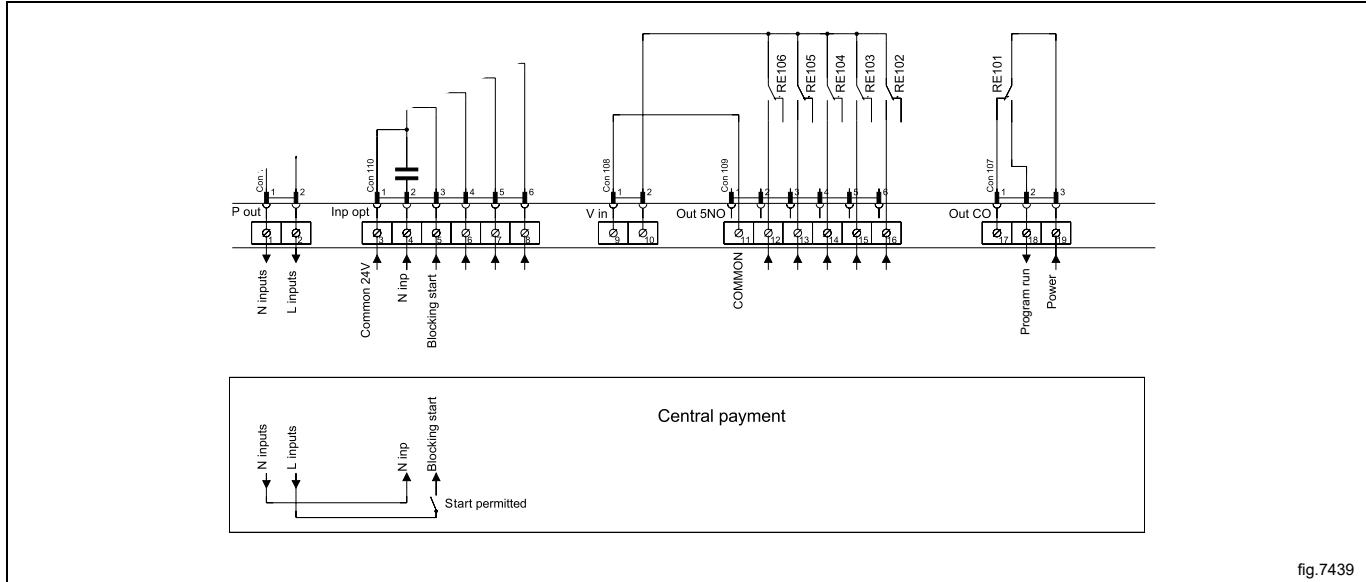 RE106
RE105
RE104
RE103
RE102
RE101
Con
Con 110
Con 108
Con 109
Con 107
1 2
1 2 3 4 5 6
1 2
1 2 3 4 5 6
1 2 3
P out
Inp opt
V in
Out 5NO
Out CO
1 2
3 4 5 6 7 8
9 10
11 12 13 14 15 16
17 18 19
N inputs
L inputs
Common 24V
N inp
Blocking start
COMMON
Program run
Power
Central payment
N inputs
L inputs
N inp
Blocking start
Start permitted
fig.7439